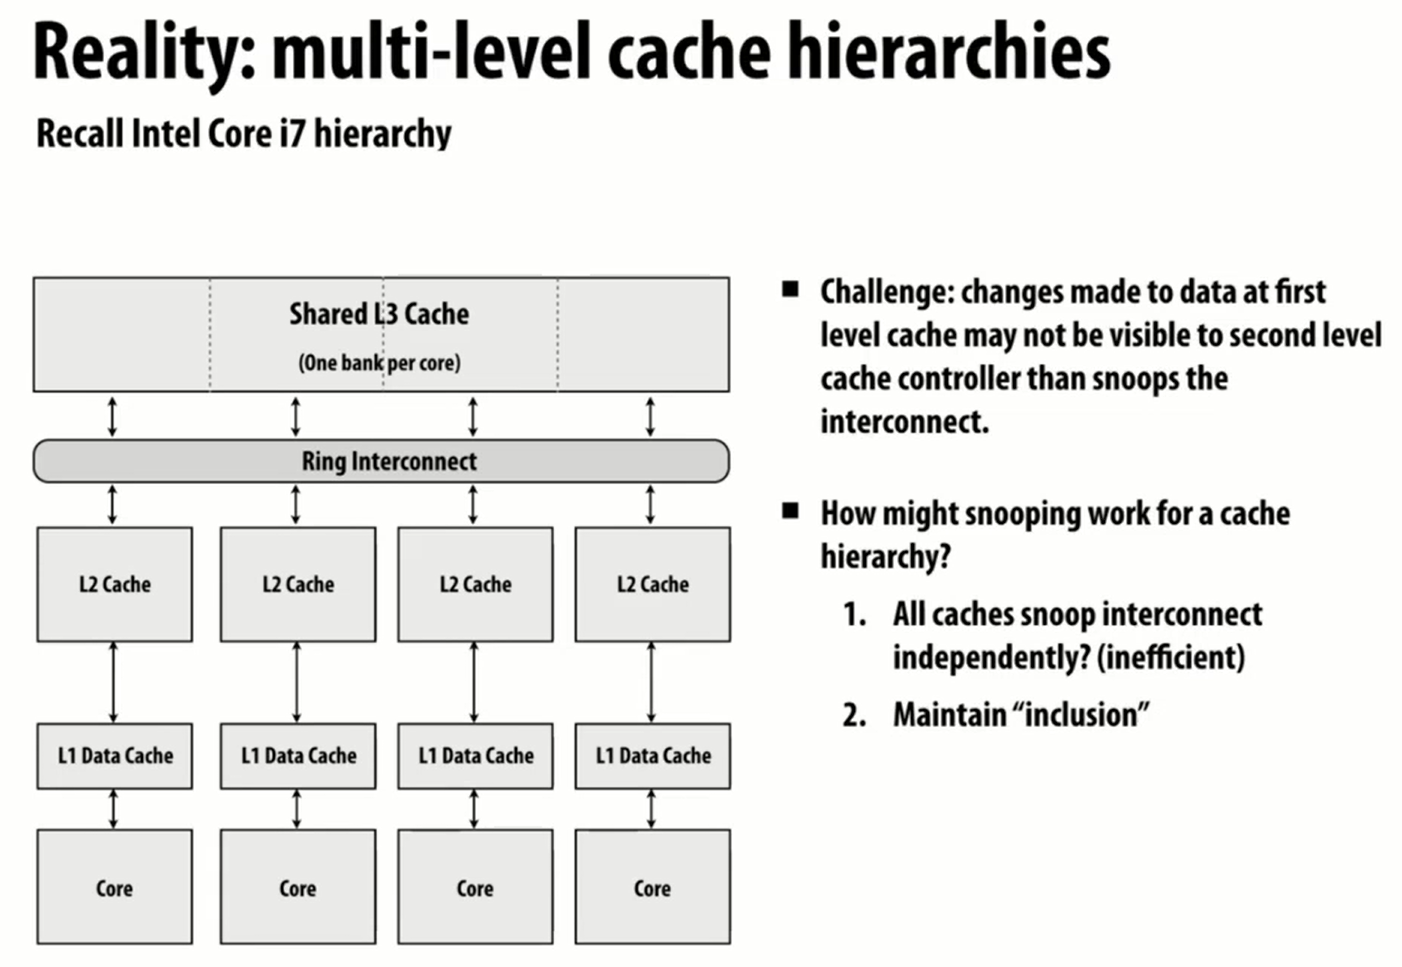 Reality: multi-level cache hierarchies
Recall Intel Core i7 hierarchy
Shared L3 Cache
(One bank per core)
Ring Interconnect
L2 Cache
L2 Cache
L2 Cache
L2 Cache
L1 Data Cache
L1 Data Cache
L1 Data Cache
L1 Data Cache
Core
Core
Core
Core
■ Challenge: changes made to data at first
level cache may not be visible to second level
cache controller than snoops the
interconnect.
■ How might snooping work for a cache
hierarchy?
1. All caches snoop interconnect
independently? (inefficient)
2. Maintain “inclusion”